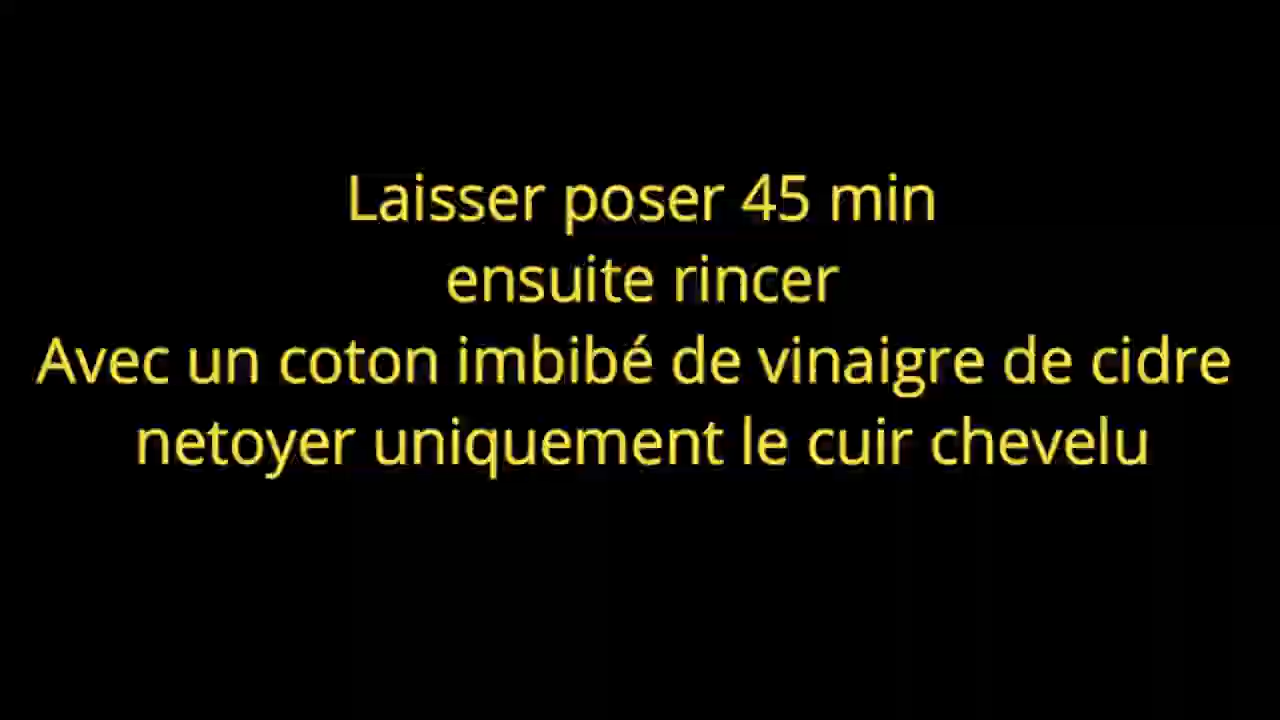 Laisser poser 45 min
ensuite rincer
Avec un coton imbibé de vinaigre de cidre
netoyer uniquement le cuir chevelu